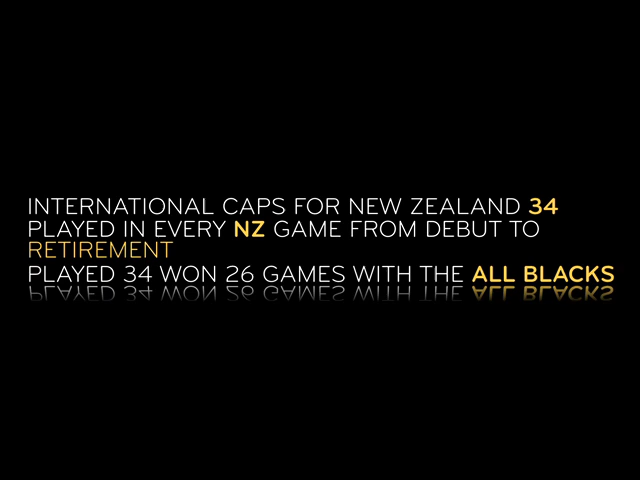 INTERNATIONAL CAPS FOR NEW ZEALAND 34
PLAYED IN EVERY NZ GAME FROM DEBUT TO
RETIREMENT
PLAYED 34 WON 26 GAMES WITH THE ALL BLACKS